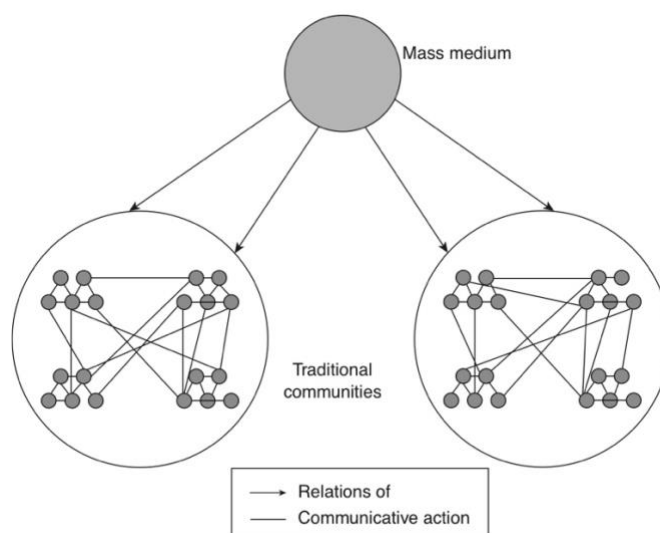 Mass medium
Traditional
communities
Relations of
Communicative action